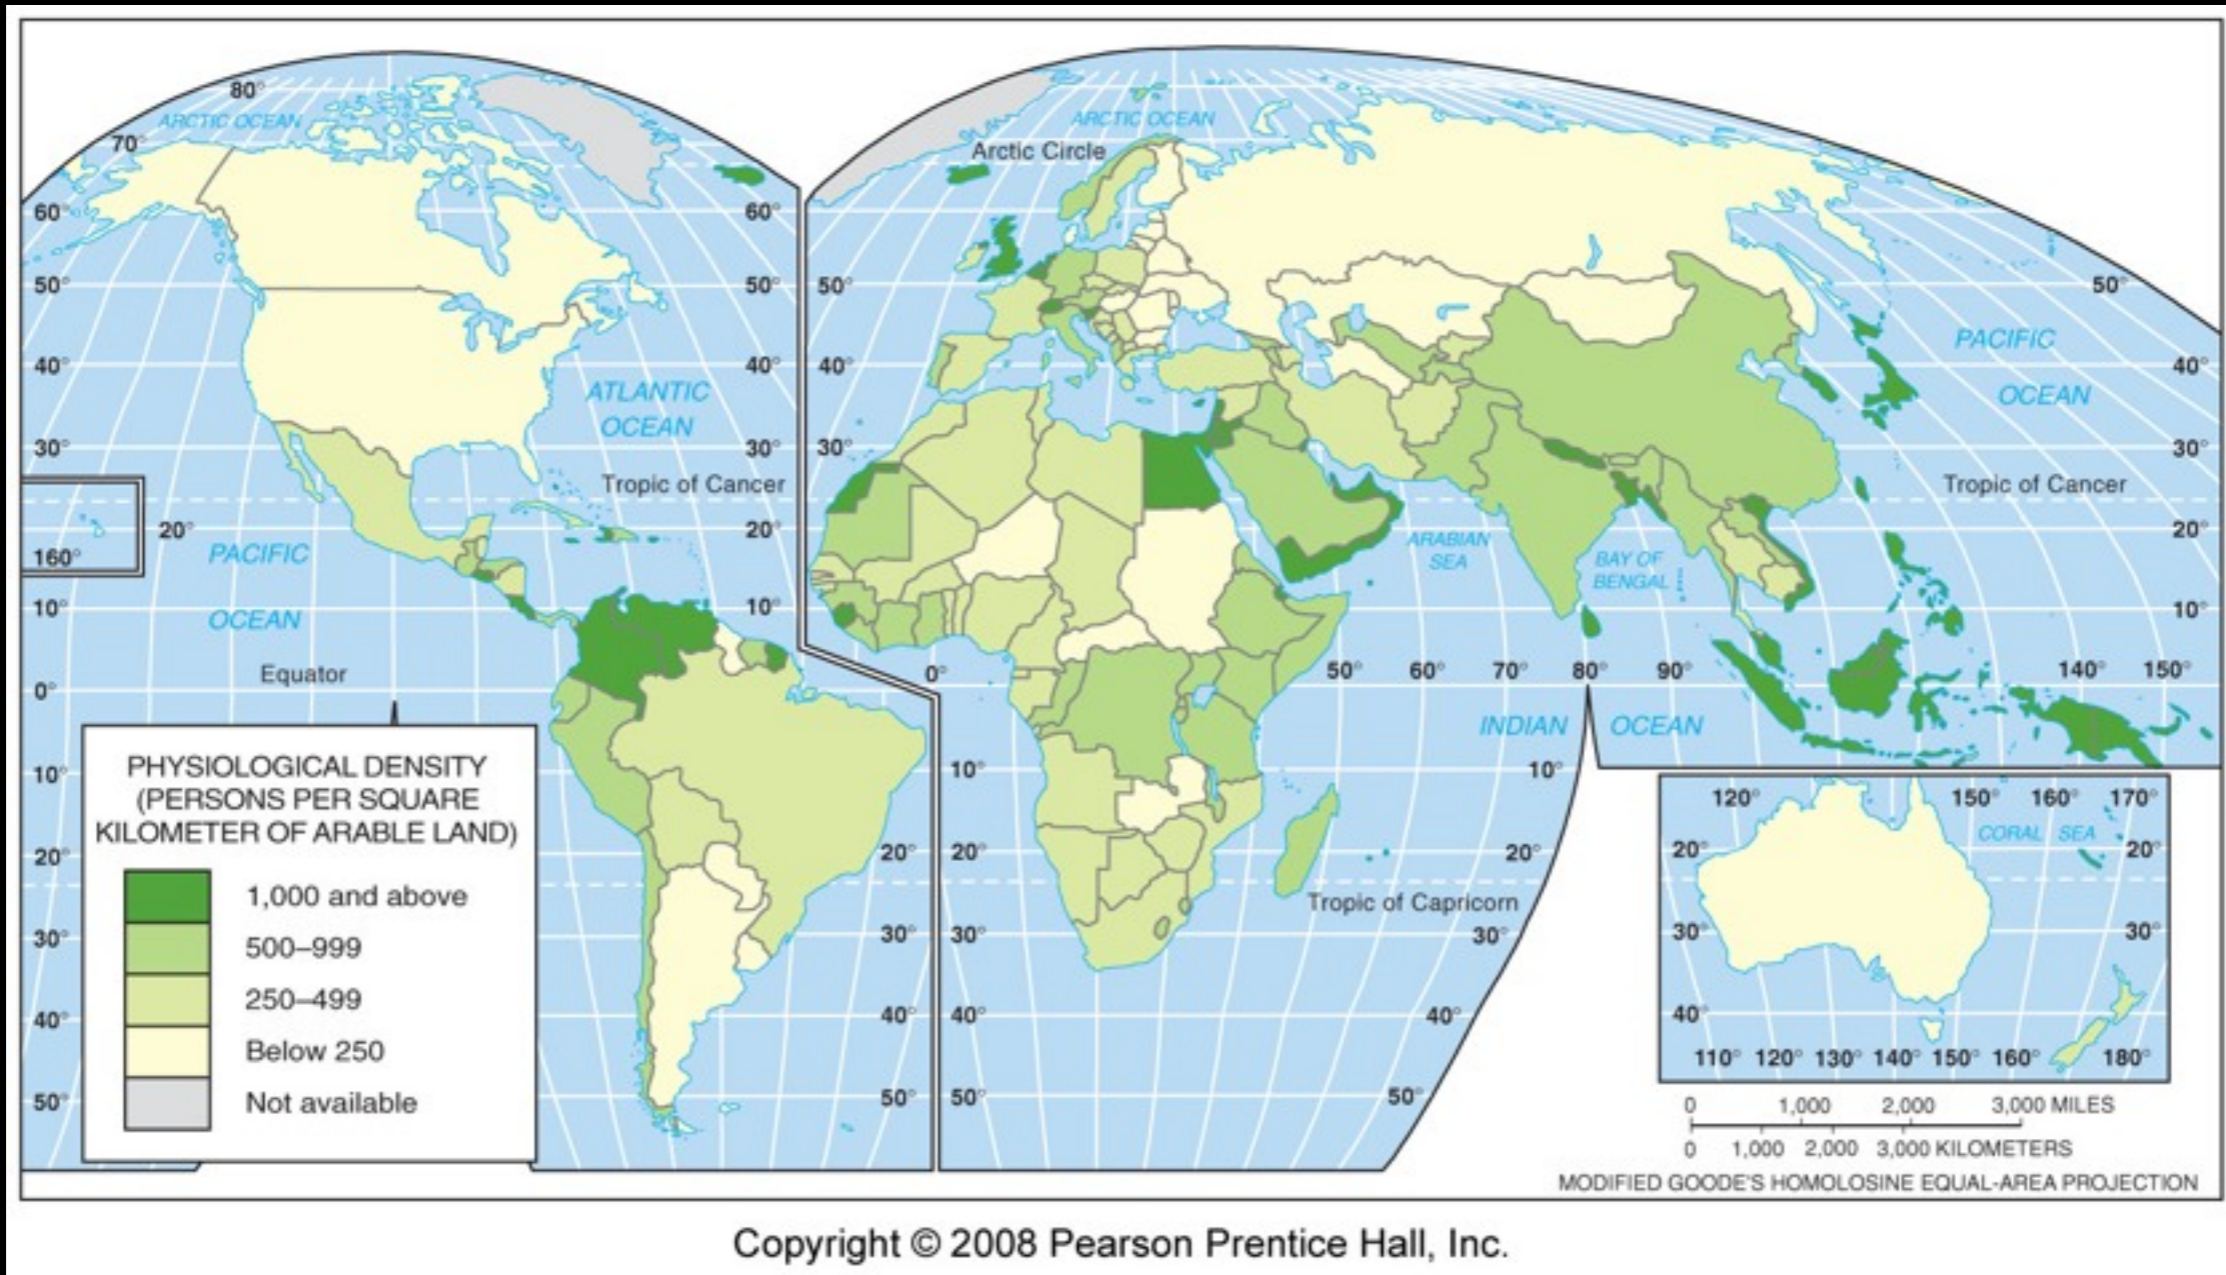 80°
ARCTIC OCEAN
70°
60°
60°
50°
50°
40°
40°
30°
30°
ATLANTIC
OCEAN
Tropic of Cancer
20°
20°
160°
PACIFIC
OCEAN
10°
10°
Equator
0°
10°
20°
20°
30°
30°
40°
40°
50°
50°
PHYSIOLOGICAL DENSITY
(PERSONS PER SQUARE
KILOMETER OF ARABLE LAND)
1,000 and above
500–999
250–499
Below 250
Not available
ARCTIC OCEAN
Arctic Circle
50°
50°
40°
40°
30°
30°
PACIFIC
OCEAN
Tropic of Cancer
20°
10°
ARABIAN
SEA
BAY OF
BENGAL
0°
50°
60°
70°
80°
90°
140°
150°
INDIAN
OCEAN
10°
10°
20°
20°
Tropic of Capricorn
30°
30°
40°
40°
50°
50°
120°
150°
160°
170°
CORAL SEA
20°
20°
30°
30°
40°
110°
120°
130°
140°
150°
160°
180°
0 1,000 2,000 3,000 MILES
0 1,000 2,000 3,000 KILOMETERS
MODIFIED GOODE'S HOMOLOSINE EQUAL-AREA PROJECTION
Copyright © 2008 Pearson Prentice Hall, Inc.